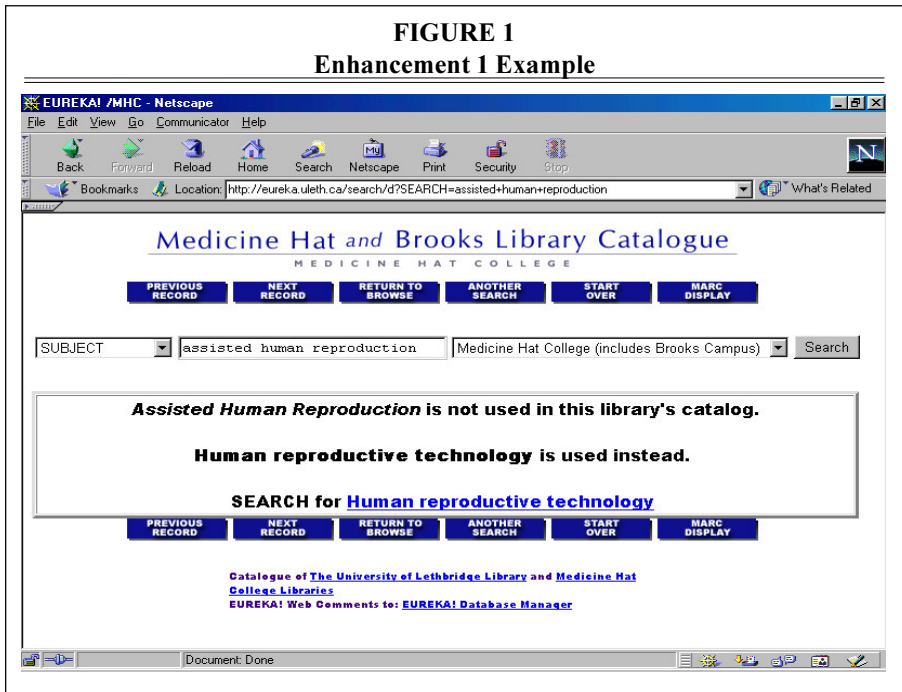 FIGURE 1
Enhancement 1 Example
EUREKA! /MHC - Netscape
File Edit View Go Communicator Help
Back Forward Reload Home Search Netscape Print Security Stop
My
N
Bookmarks Location: http://eureka.uleth.ca/search/d?SEARCH=assisted+human+reproduction What's Related
Medicine Hat and Brooks Library Catalogue
MEDICINE HAT COLLEGE
PREVIOUS RECORD NEXT RECORD RETURN TO BROWSE ANOTHER SEARCH START OVER MARC DISPLAY
SUBJECT assisted human reproduction Medicine Hat College (includes Brooks Campus) Search
Assisted Human Reproduction is not used in this library's catalog.
Human reproductive technology is used instead.
SEARCH for Human reproductive technology
PREVIOUS RECORD NEXT RECORD RETURN TO BROWSE ANOTHER SEARCH START OVER MARC DISPLAY
Catalogue of The University of Lethbridge Library and Medicine Hat
College Libraries
EUREKA! Web Comments to: EUREKA! Database Manager
Document: Done